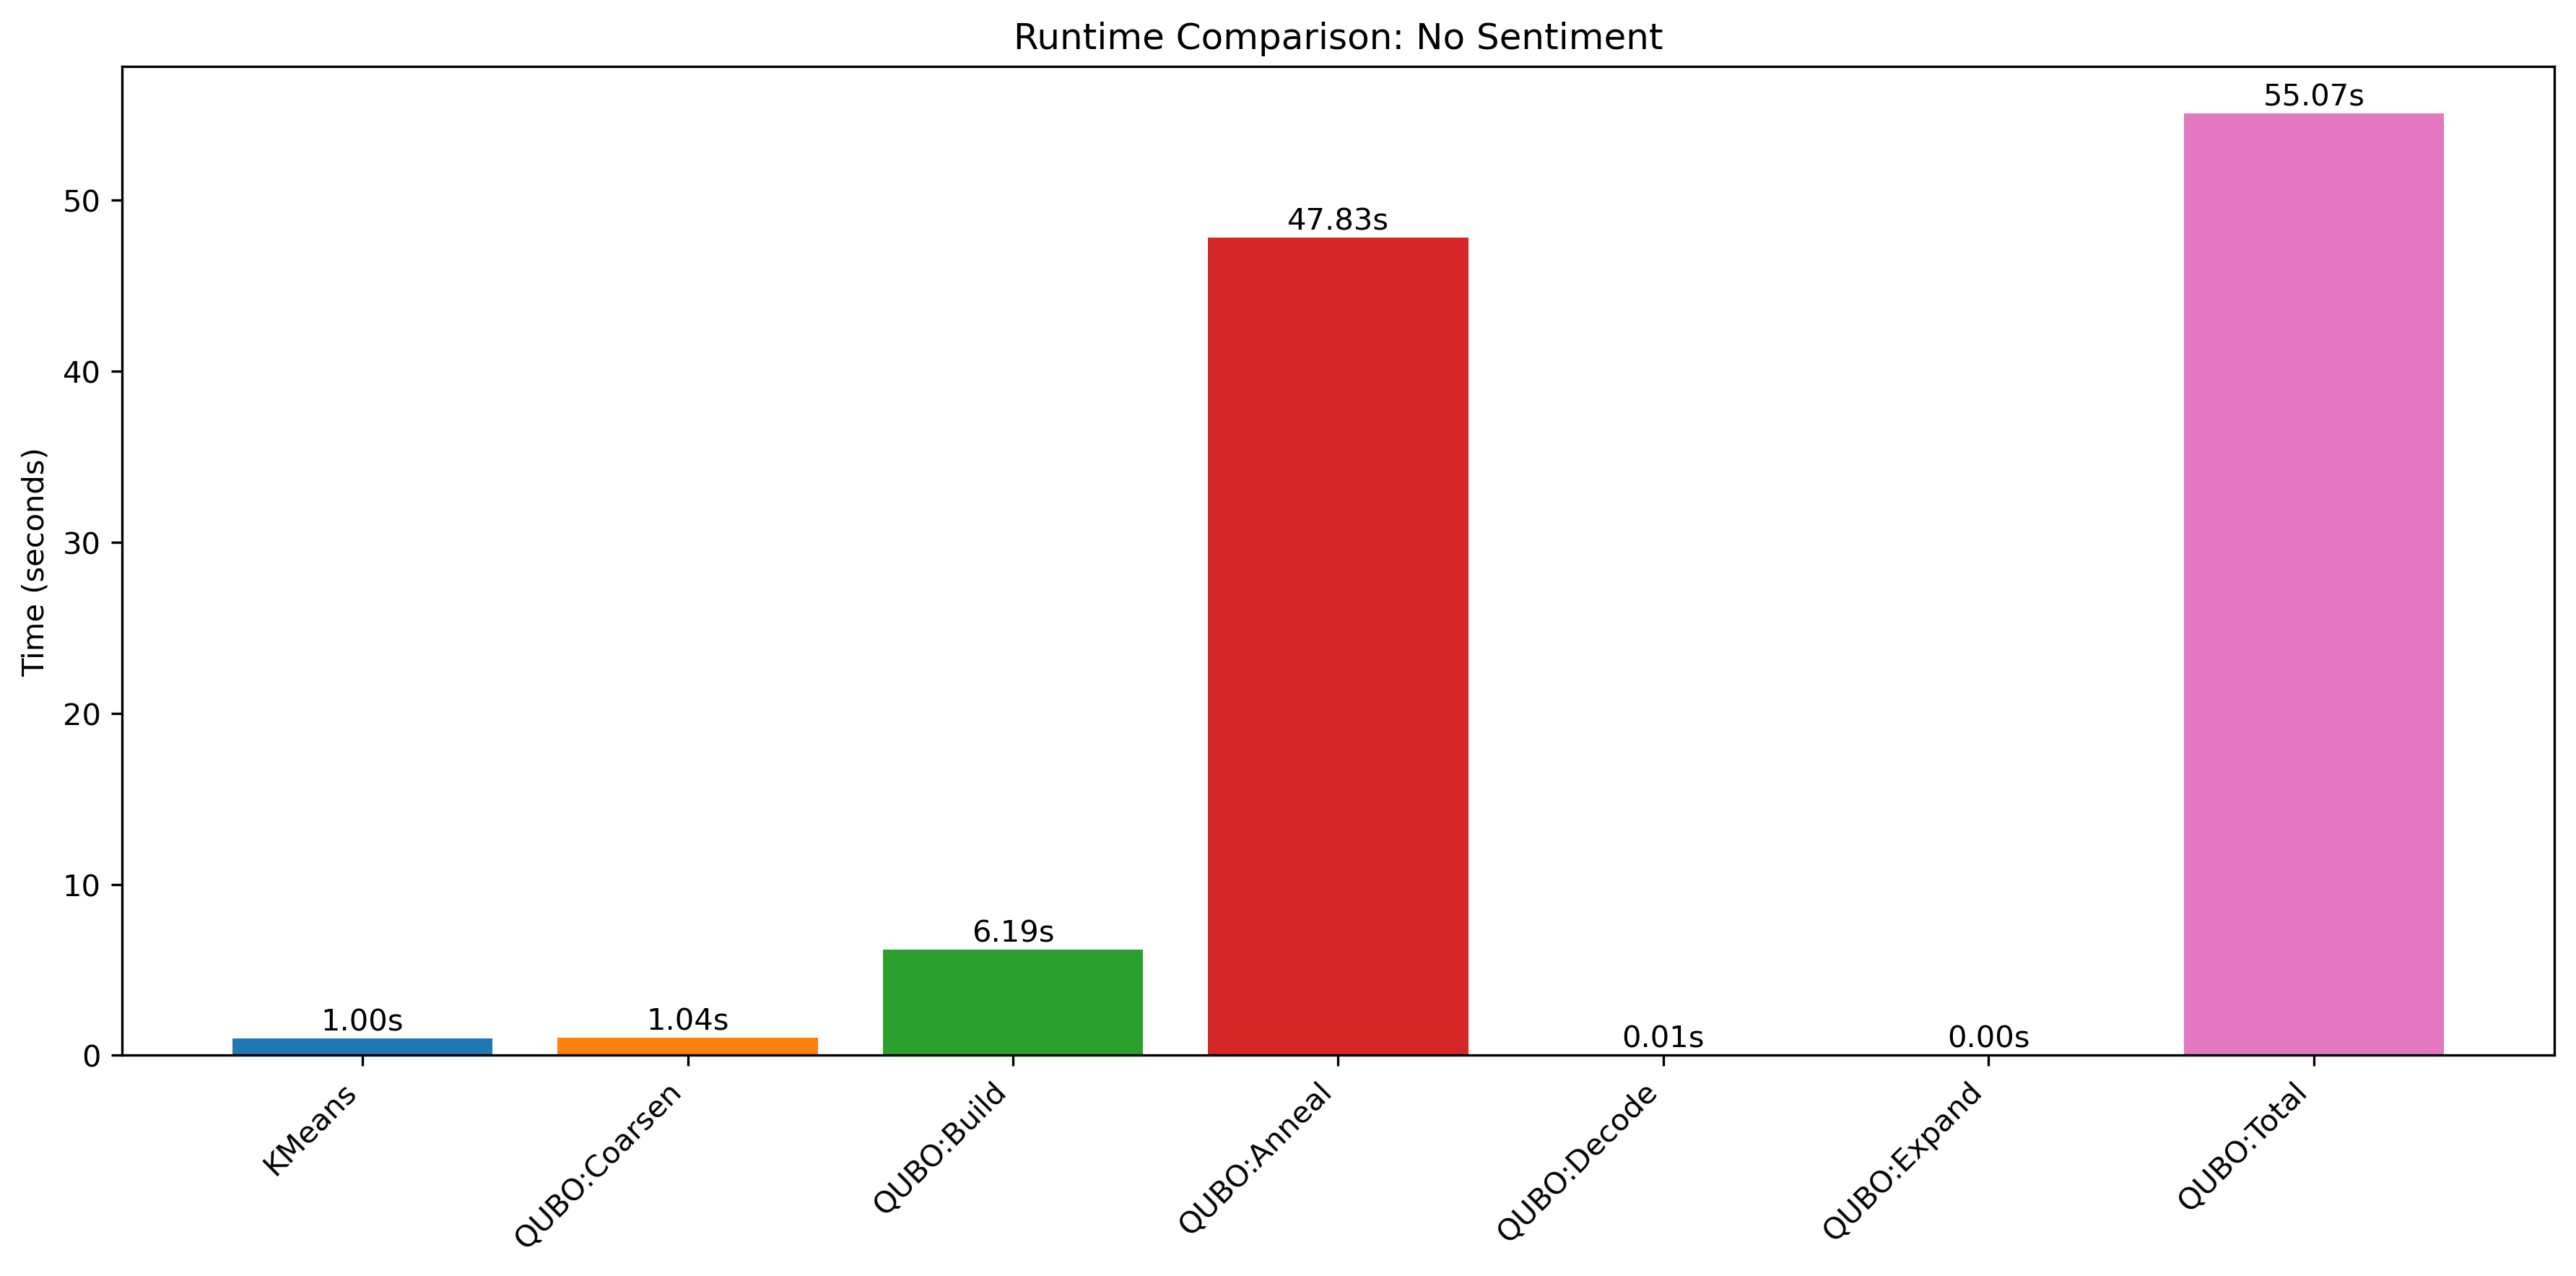 Runtime Comparison: No Sentiment
Time (seconds)
50
40
30
20
10
0
1.00s
1.04s
6.19s
47.83s
0.01s
0.00s
55.07s
KMeans
QUBO:Coarsen
QUBO:Build
QUBO:Anneal
QUBO:Decode
QUBO:Expand
QUBO:Total